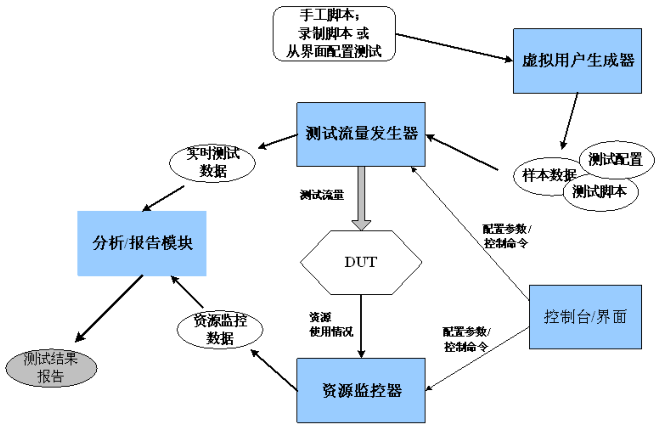 手工脚本；
录制脚本 或
从界面配置测试
虚拟用户生成器
测试流量发生器
实时测试
数据
测试配置
样本数据
测试脚本
测试流量
分析/报告模块
配置参数/
控制命令
DUT
资源监控
数据
资源
使用情况
控制台/界面
配置参数/
控制命令
测试结果
报告
资源监控器